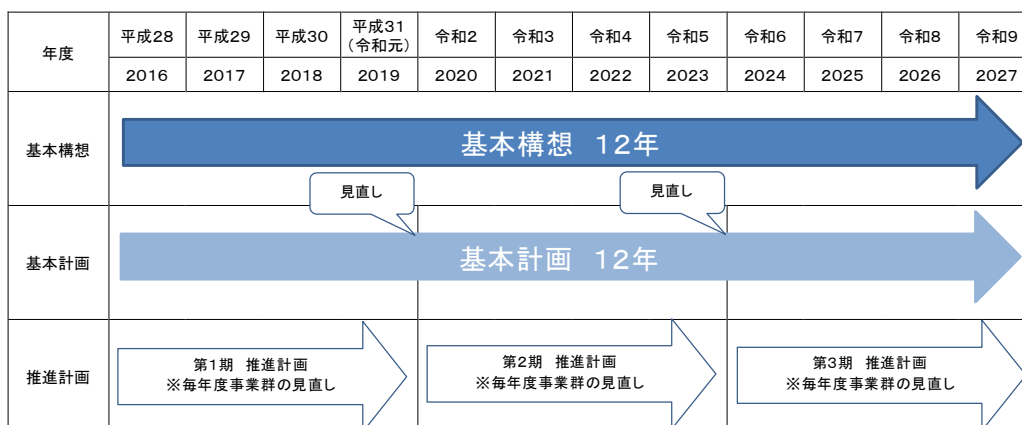 年度
平成28 平成29 平成30 平成31（令和元） 令和2 令和3 令和4 令和5 令和6 令和7 令和8 令和9
2016 2017 2018 2019 2020 2021 2022 2023 2024 2025 2026 2027
基本構想
基本構想 12年
見直し
見直し
基本計画
基本計画 12年
推進計画
第1期 推進計画
※毎年度事業群の見直し
第2期 推進計画
※毎年度事業群の見直し
第3期 推進計画
※毎年度事業群の見直し